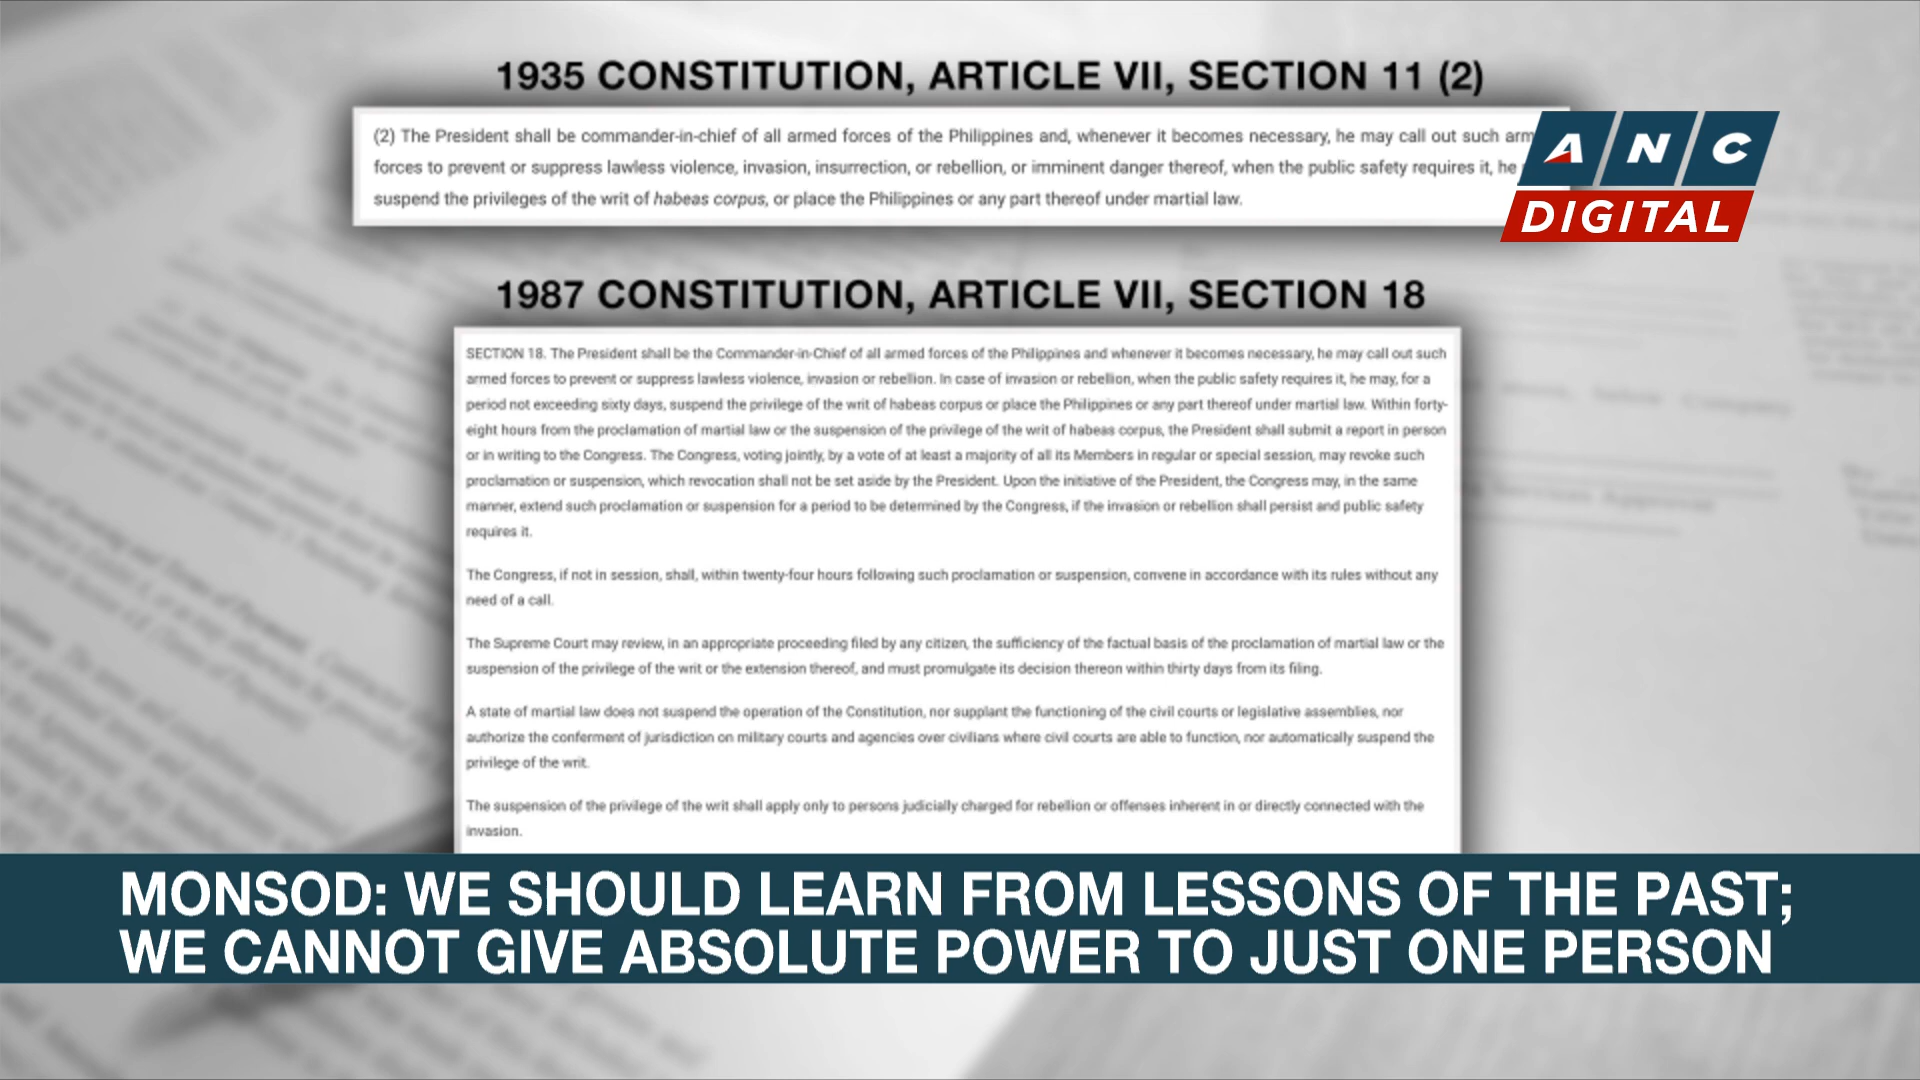 1935 CONSTITUTION, ARTICLE VII, SECTION 11 (2)
(2) The President shall be commander-in-chief of all armed forces of the Philippines and, whenever it becomes necessary, he may call out such
forces to prevent or suppress lawless violence, invasion, insurrection, or rebellion, or imminent danger thereof, when the public safety requires it, he
suspend the privileges of the writ of habeas corpus, or place the Philippines or any part thereof under martial law.
ANC
DIGITAL
1987 CONSTITUTION, ARTICLE VII, SECTION 18
SECTION 18. The President shall be the Commander-in-Chief of all armed forces of the Philippines and whenever it becomes necessary, he may call out such
armed forces to prevent or suppress lawless violence, invasion or rebellion. In case of invasion or rebellion, when the public safety requires it, he may, for a
period not exceeding sixty days, suspend the privilege of the writ of habeas corpus or place the Philippines or any part thereof under martial law. Within forty-
eight hours from the proclamation of martial law or the suspension of the privilege of the writ of habeas corpus, the President shall submit a report in person
or in writing to the Congress. The Congress, voting jointly, by a vote of at least a majority of all its Members in regular or special session, may revoke such
proclamation or suspension, which revocation shall not be set aside by the President. Upon the initiative of the President, the Congress may, in the same
manner, extend such proclamation or suspension for a period to be determined by the Congress, if the invasion or rebellion shall persist and public safety
requires it.
The Congress, if not in session, shall, within twenty-four hours following such proclamation or suspension, convene in accordance with its rules without any
need of a call.
The Supreme Court may review, in an appropriate proceeding filed by any citizen, the sufficiency of the factual basis of the proclamation of martial law or the
suspension of the privilege of the writ or the extension thereof, and must promulgate its decision thereon within thirty days from its filing.
A state of martial law does not suspend the operation of the Constitution, nor supplant the functioning of the civil courts or legislative assemblies, nor
authorize the conferment of jurisdiction on military courts and agencies over civilians where civil courts are able to function, nor automatically suspend the
privilege of the writ.
The suspension of the privilege of the writ shall apply only to persons judicially charged for rebellion or offenses inherent in or directly connected with the
invasion.
MONSOD: WE SHOULD LEARN FROM LESSONS OF THE PAST;
WE CANNOT GIVE ABSOLUTE POWER TO JUST ONE PERSON